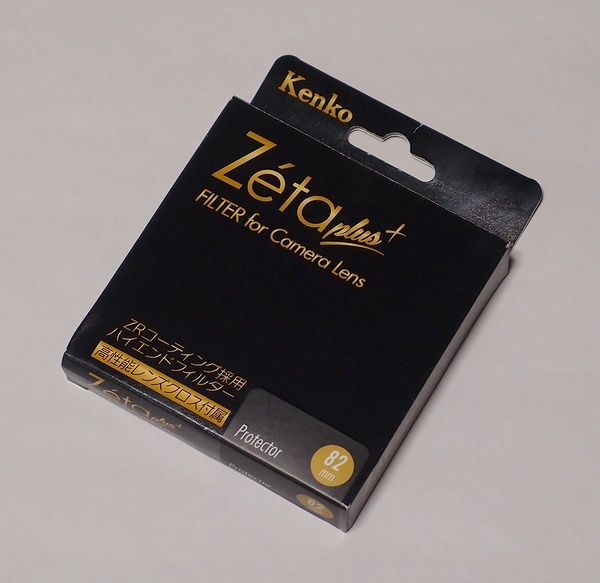 Kenko
Zéta plus+
FILTER for Camera Lens
ZRコーティング採用
ハイエンドフィルター
高性能レンズクロス付属
Protector
82
mm
Zéta plus+
Protector
82